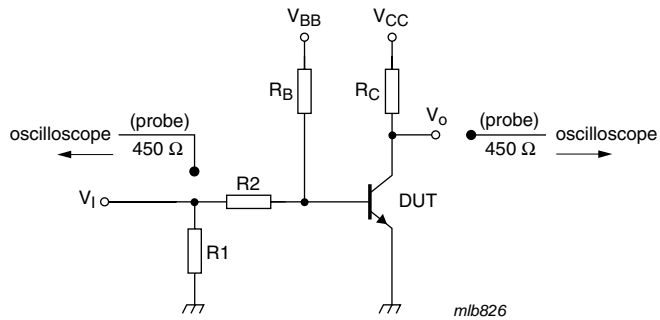 VBB
VCC
RB
RC
Vo
(probe)
450 Ω
oscilloscope
(probe)
450 Ω
oscilloscope
VI
R2
DUT
R1
mlb826